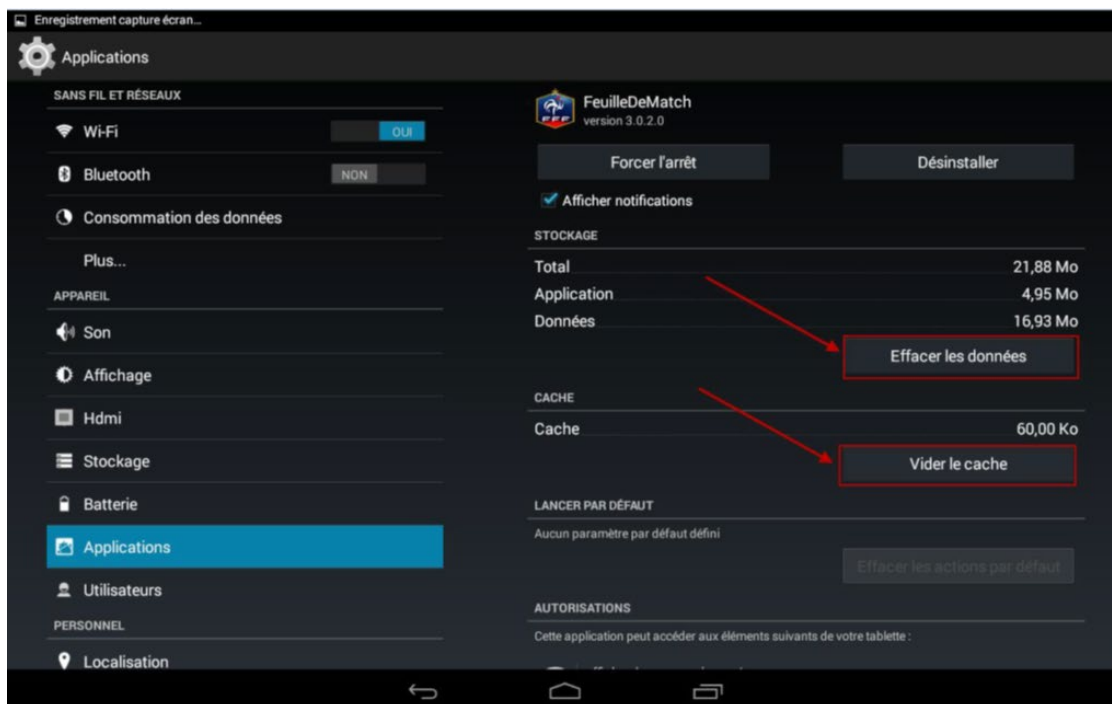 Enregistrement capture écran...
Applications
SANS FIL ET RÉSEAUX
Wi-Fi
OUI
Bluetooth
NON
Consommation des données
Plus...
APPAREIL
Son
Affichage
Hdmi
Stockage
Batterie
Applications
Utilisateurs
PERSONNEL
Localisation
FeuilleDeMatch
version 3.0.2.0
Forcer l'arrêt
Désinstaller
Afficher notifications
STOCKAGE
Total 21,88 Mo
Application 4,95 Mo
Données 16,93 Mo
Effacer les données
CACHE
Cache 60,00 Ko
Vider le cache
LANCER PAR DÉFAUT
Aucun paramètre par défaut défini
Effacer les actions par défaut
AUTORISATIONS
Cette application peut accéder aux éléments suivants de votre tablette :